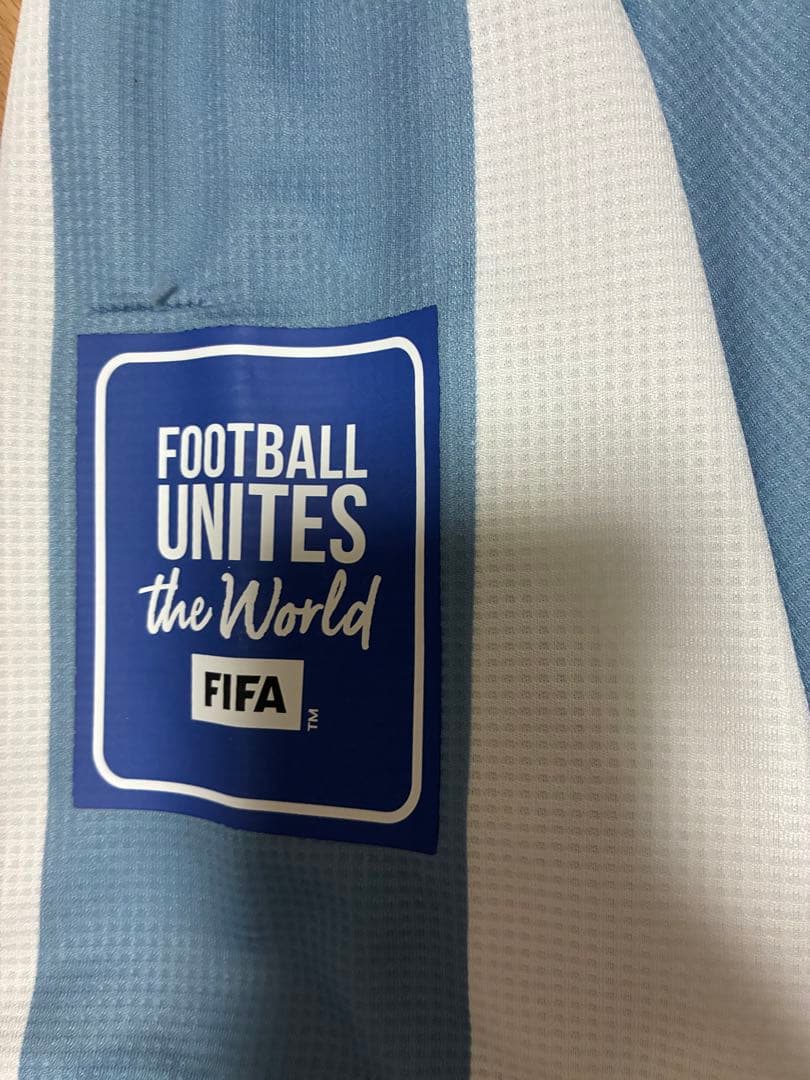 FOOTBALL
UNITES
the World
FIFA
TM